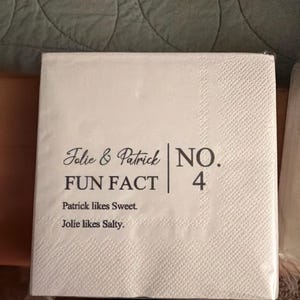 Jolie & Patrick
FUN FACT
NO.
4
Patrick likes Sweet.
Jolie likes Salty.